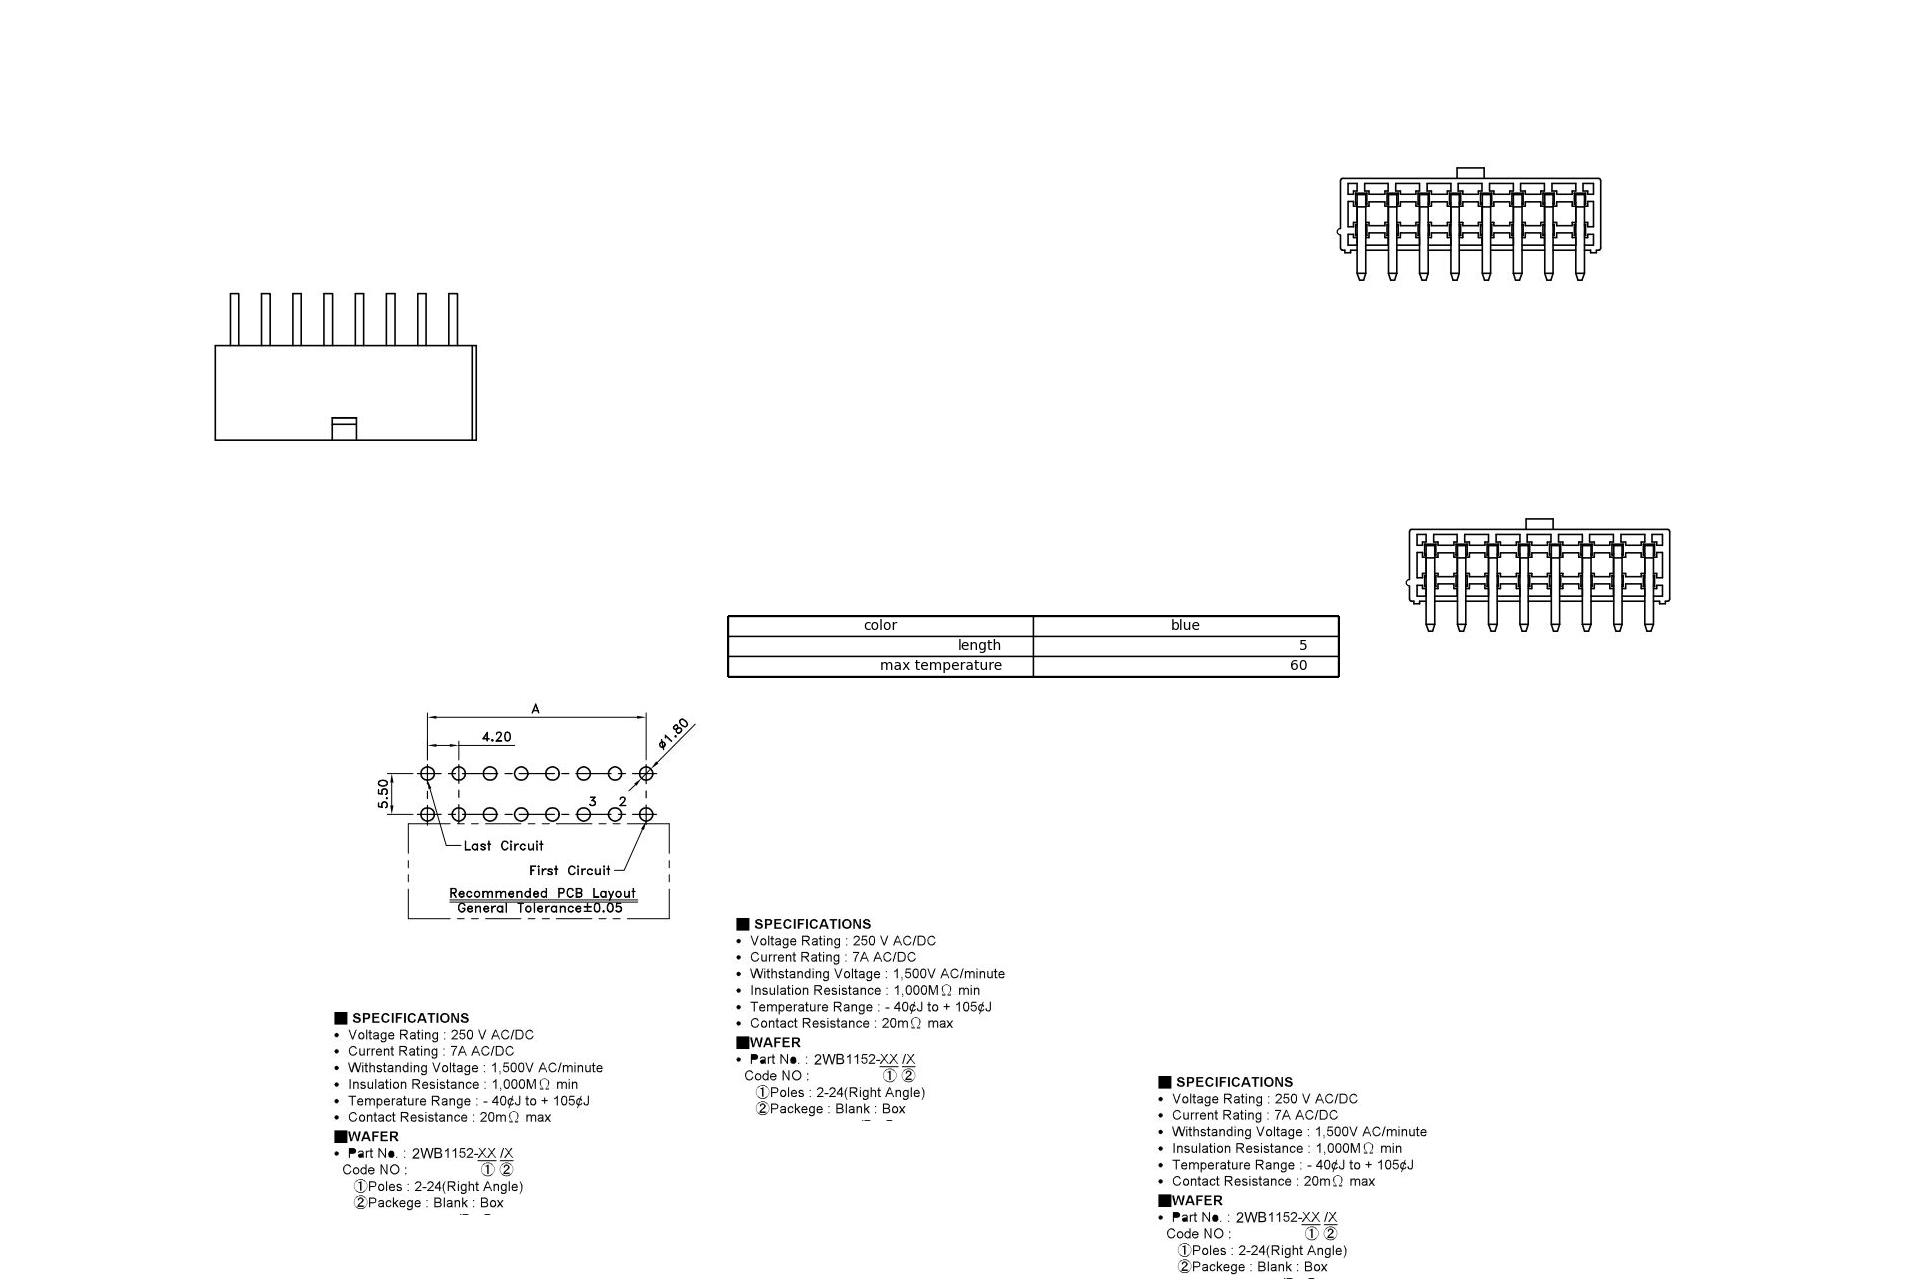 color blue
length 5
max temperature 60
A
4.20
ø1.80
5.50
3 2
Last Circuit
First Circuit
Recommended PCB Layout
General Tolerance±0.05
■ SPECIFICATIONS
• Voltage Rating : 250 V AC/DC
• Current Rating : 7A AC/DC
• Withstanding Voltage : 1,500V AC/minute
• Insulation Resistance : 1,000MΩ min
• Temperature Range : - 40¢J to + 105¢J
• Contact Resistance : 20mΩ max
■WAFER
• Part No. : 2WB1152-XX /X
Code NO : ① ②
①Poles : 2-24(Right Angle)
②Packege : Blank : Box
■ SPECIFICATIONS
• Voltage Rating : 250 V AC/DC
• Current Rating : 7A AC/DC
• Withstanding Voltage : 1,500V AC/minute
• Insulation Resistance : 1,000MΩ min
• Temperature Range : - 40¢J to + 105¢J
• Contact Resistance : 20mΩ max
■WAFER
• Part No. : 2WB1152-XX /X
Code NO : ① ②
①Poles : 2-24(Right Angle)
②Packege : Blank : Box
■ SPECIFICATIONS
• Voltage Rating : 250 V AC/DC
• Current Rating : 7A AC/DC
• Withstanding Voltage : 1,500V AC/minute
• Insulation Resistance : 1,000MΩ min
• Temperature Range : - 40¢J to + 105¢J
• Contact Resistance : 20mΩ max
■WAFER
• Part No. : 2WB1152-XX /X
Code NO : ① ②
①Poles : 2-24(Right Angle)
②Packege : Blank : Box